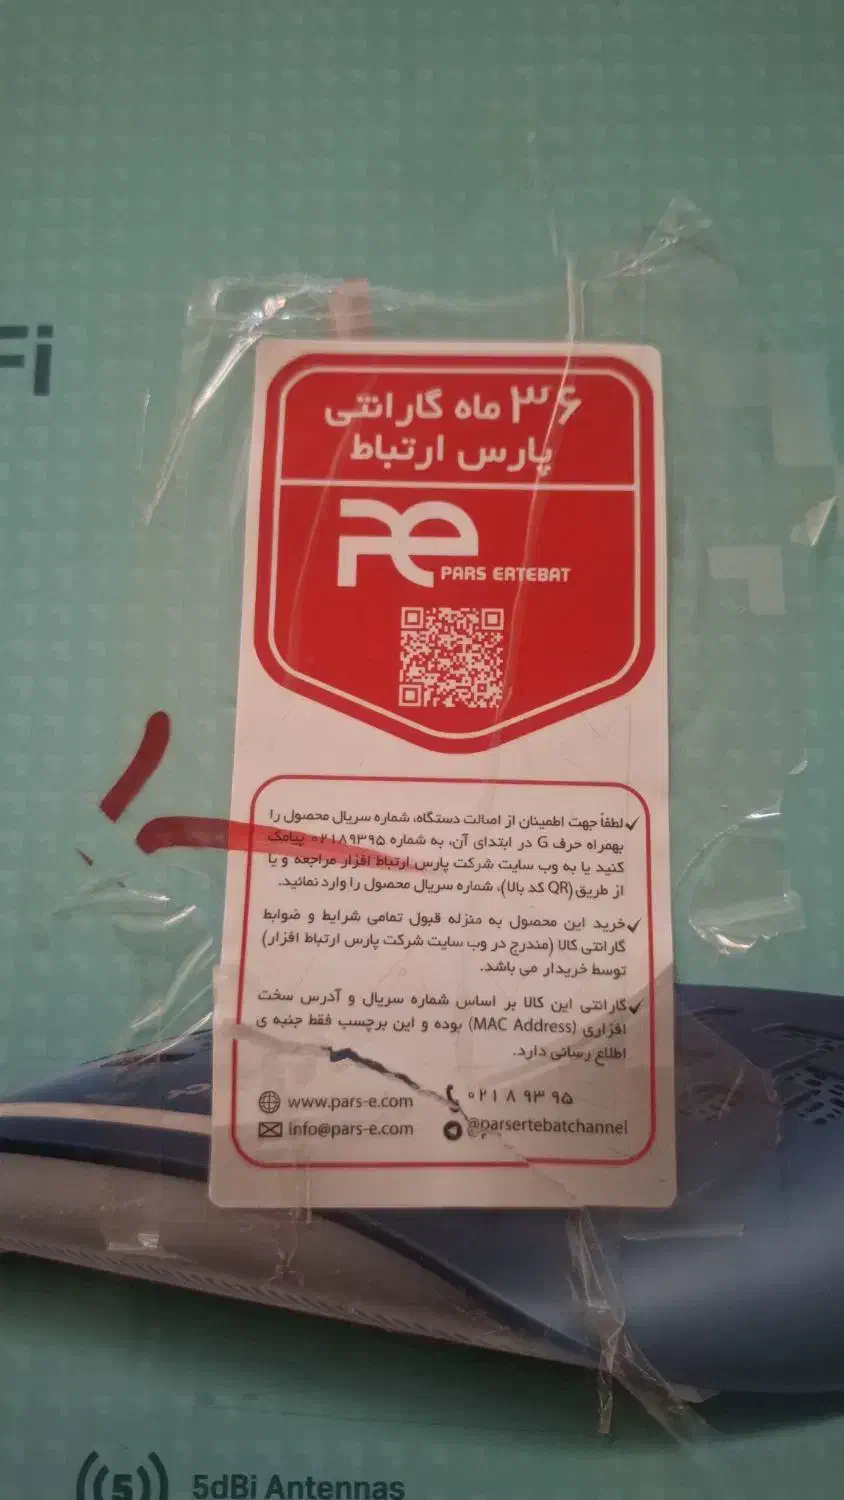 Fi
۳۶ ماه گارانتی
پارس ارتباط
PARS ERTEBAT
لطفاً جهت اطمینان از اصالت دستگاه، شماره سریال محصول را
بهمراه حرف G در ابتدای آن، به شماره ۰۲۱۸۹۳۹۵ پیامک
کنید یا به وب سایت شرکت پارس ارتباط افزار مراجعه و یا
از طریق (QR کد بالا)، شماره سریال محصول را وارد نمائید.
خرید این محصول به منزله قبول تمامی شرایط و ضوابط
گارانتی کالا (مندرج در وب سایت شرکت پارس ارتباط افزار)
توسط خریدار می باشد.
گارانتی این کالا بر اساس شماره سریال و آدرس سخت
افزاری (MAC Address) بوده و این برچسب فقط جنبه ی
اطلاع رسانی دارد.
www.pars-e.com ۰۲۱ ۸ ۹۳ ۹۵
info@pars-e.com @parsertebatchannel
5 5dBi Antennas